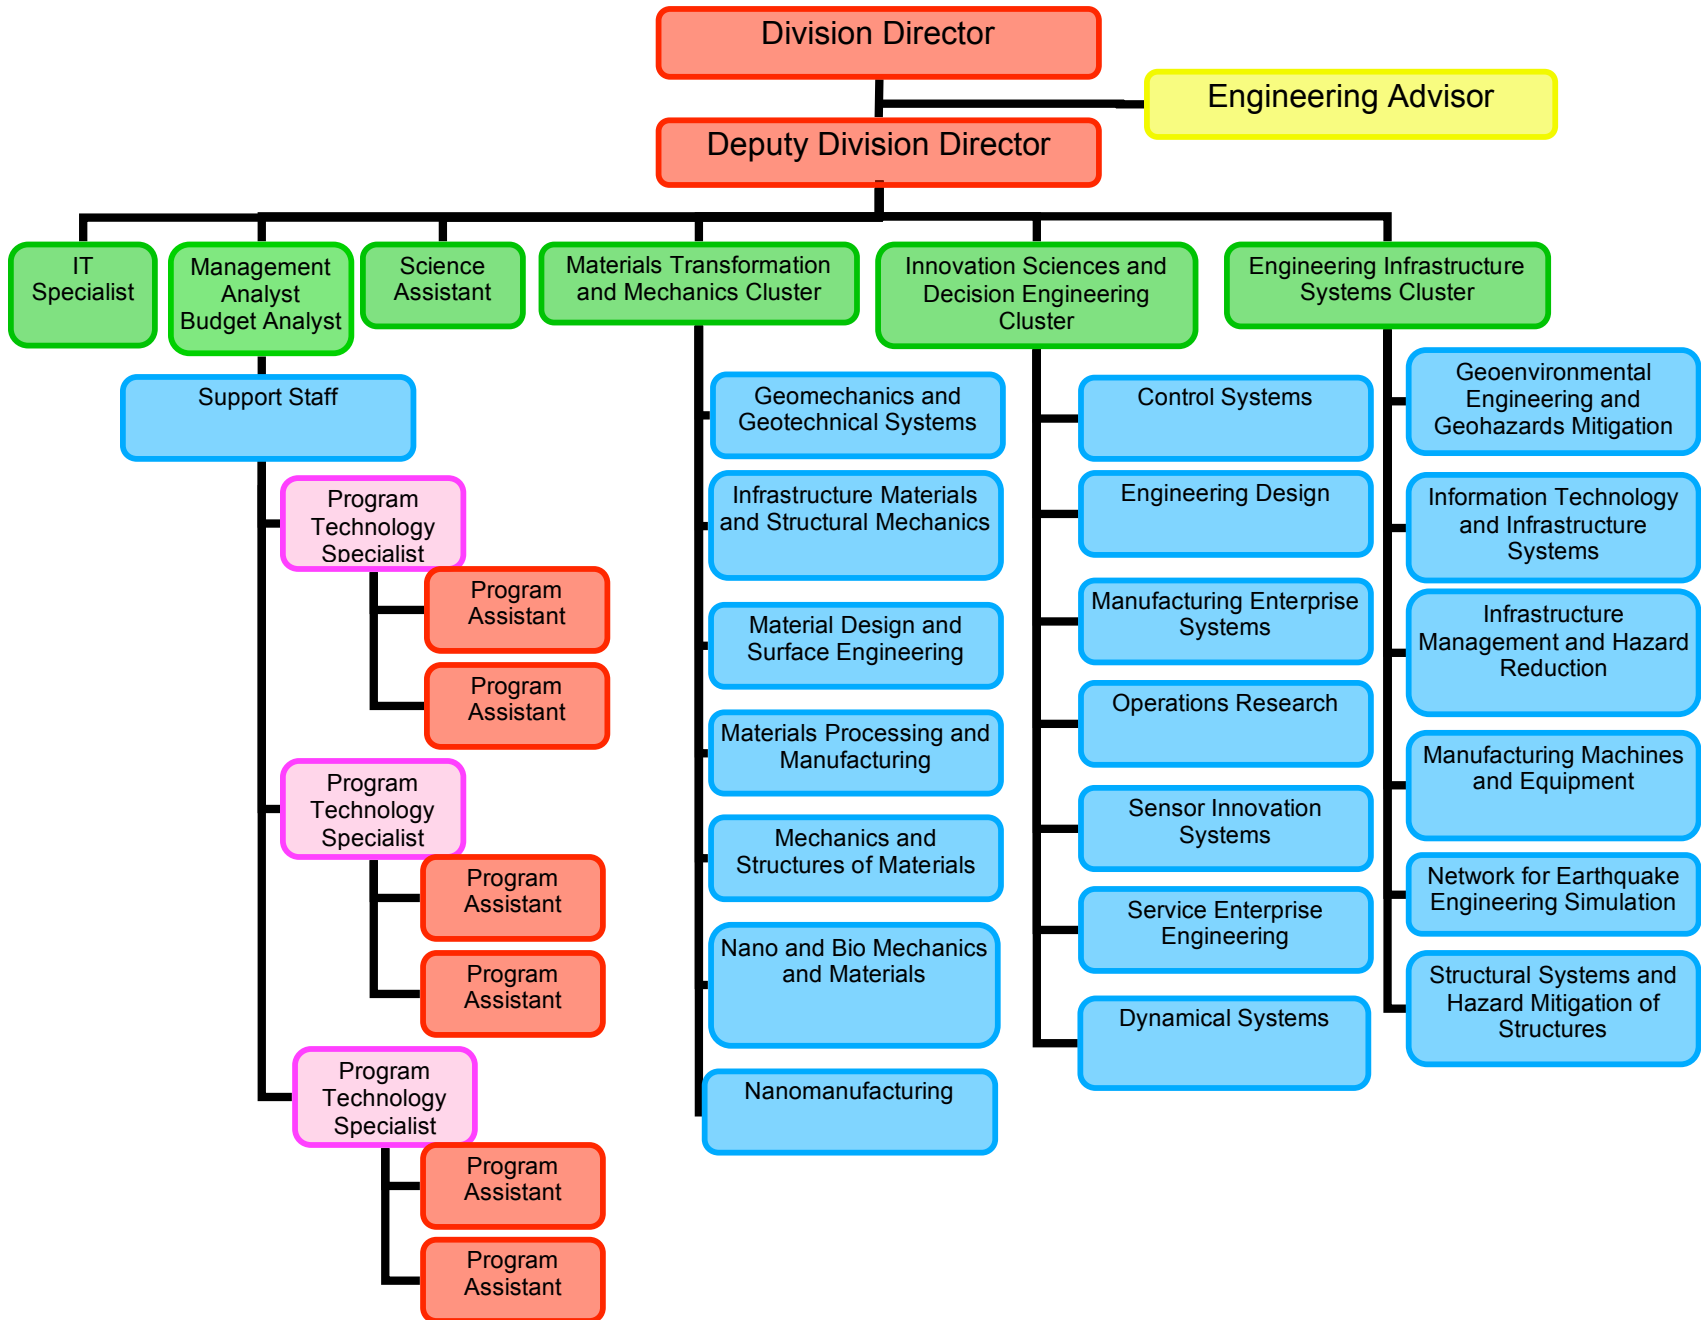 Division Director
Engineering Advisor
Deputy Division Director
IT
Specialist
Management
Analyst
Budget Analyst
Science
Assistant
Materials Transformation
and Mechanics Cluster
Innovation Sciences and
Decision Engineering
Cluster
Engineering Infrastructure
Systems Cluster
Support Staff
Program
Technology
Specialist
Program
Assistant
Program
Assistant
Program
Technology
Specialist
Program
Assistant
Program
Assistant
Program
Technology
Specialist
Program
Assistant
Program
Assistant
Geomechanics and
Geotechnical Systems
Infrastructure Materials
and Structural Mechanics
Material Design and
Surface Engineering
Materials Processing and
Manufacturing
Mechanics and
Structures of Materials
Nano and Bio Mechanics
and Materials
Nanomanufacturing
Control Systems
Engineering Design
Manufacturing Enterprise
Systems
Operations Research
Sensor Innovation
Systems
Service Enterprise
Engineering
Dynamical Systems
Geoenvironmental
Engineering and
Geohazards Mitigation
Information Technology
and Infrastructure
Systems
Infrastructure
Management and Hazard
Reduction
Manufacturing Machines
and Equipment
Network for Earthquake
Engineering Simulation
Structural Systems and
Hazard Mitigation of
Structures